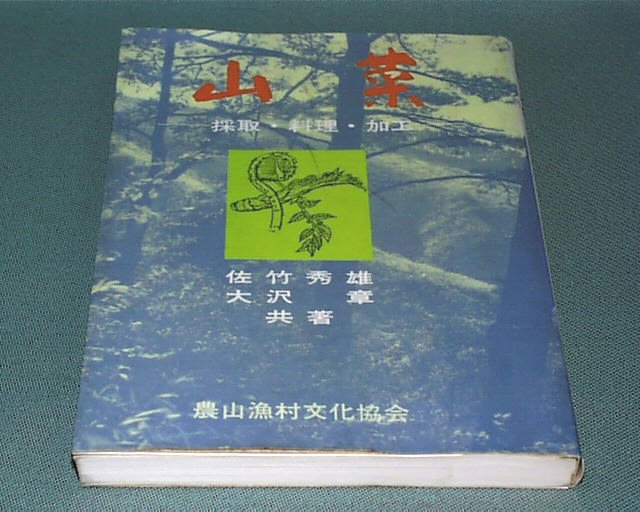 山菜
採取・料理・加工
佐竹秀雄
大沢 章
共著
農山漁村文化協会